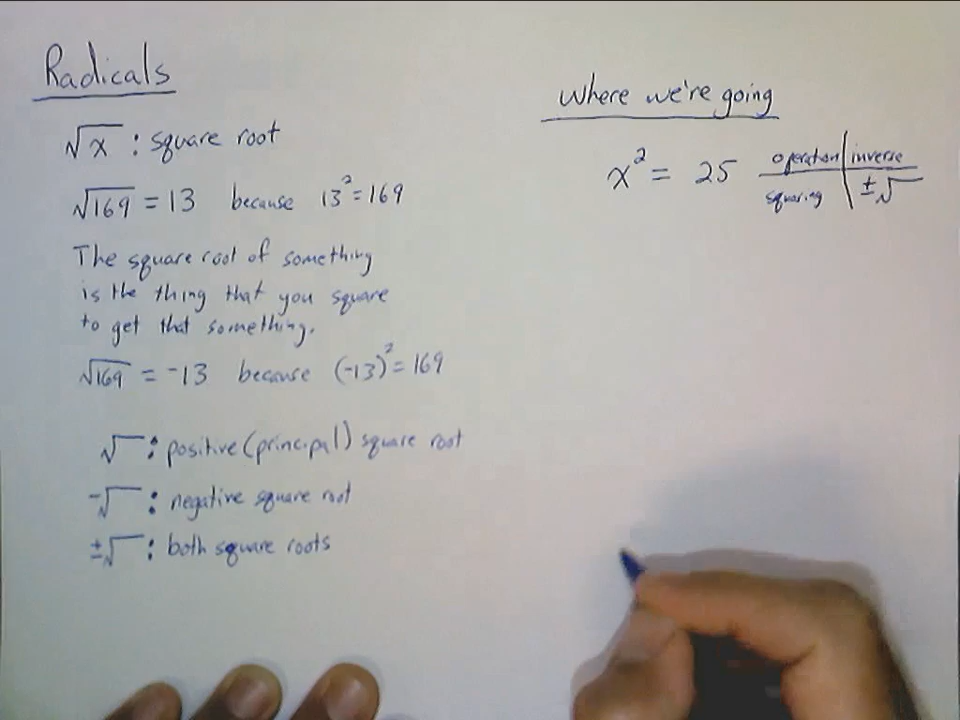 Radicals
√x : square root
√169 = 13 because 13² = 169
The square root of something
is the thing that you square
to get that something.
√169 = -13 because (-13)² = 169
√ : positive (principal) square root
-√ : negative square root
±√ : both square roots
Where we're going
x² = 25
operation | inverse
squaring | ±√